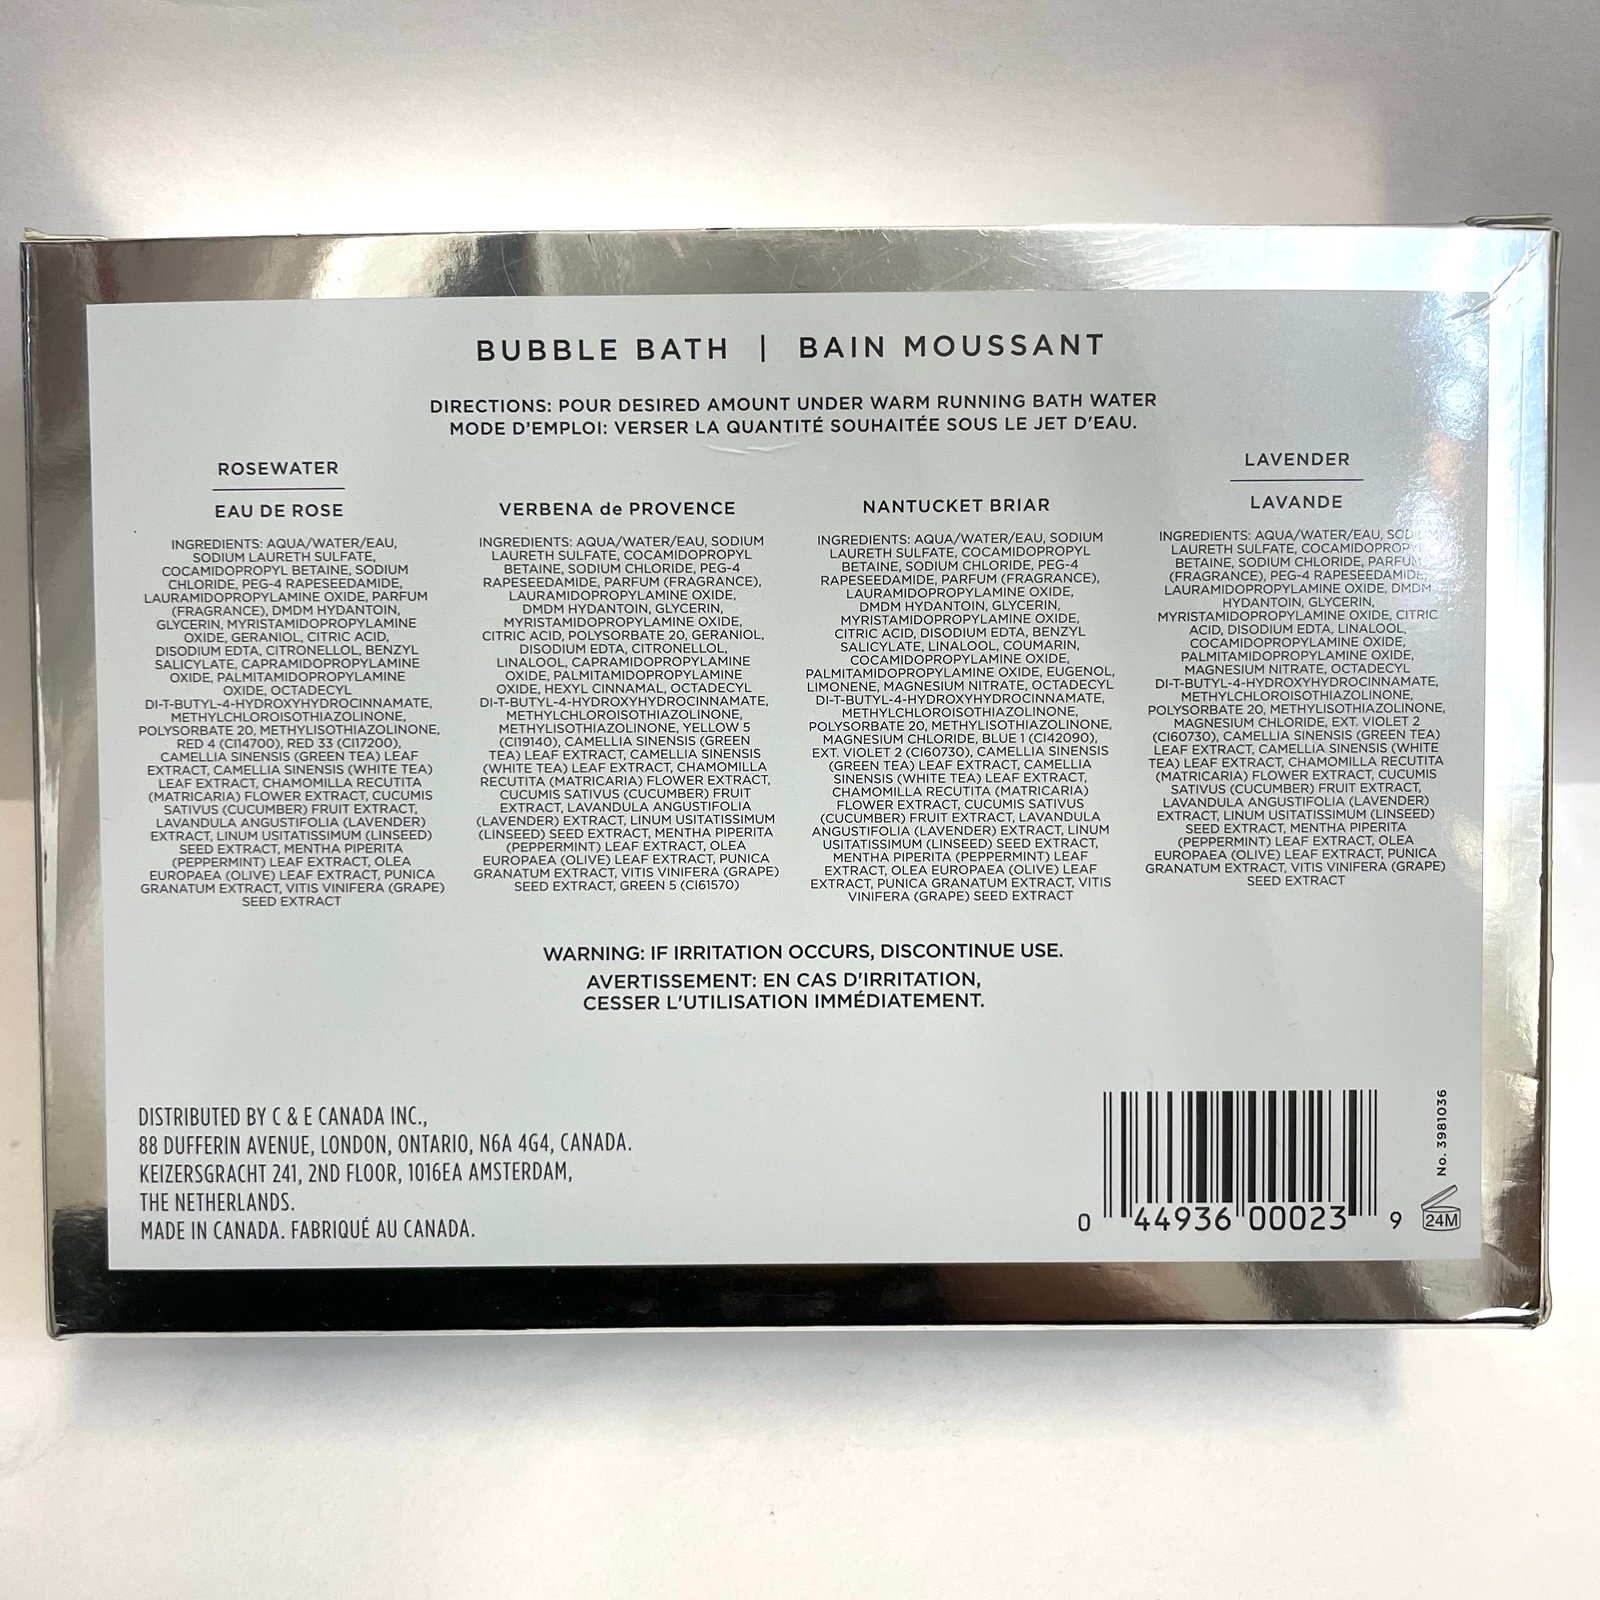 BUBBLE BATH | BAIN MOUSSANT
DIRECTIONS: POUR DESIRED AMOUNT UNDER WARM RUNNING BATH WATER
MODE D'EMPLOI: VERSER LA QUANTITÉ SOUHAITÉE SOUS LE JET D'EAU.
ROSEWATER
EAU DE ROSE
INGREDIENTS: AQUA/WATER/EAU,
SODIUM LAURETH SULFATE,
COCAMIDOPROPYL BETAINE, SODIUM
CHLORIDE, PEG-4 RAPESEEDAMIDE,
LAURAMIDOPROPYLAMINE OXIDE, PARFUM
(FRAGRANCE), DMDM HYDANTOIN,
GLYCERIN, MYRISTAMIDOPROPYLAMINE
OXIDE, GERANIOL, CITRIC ACID,
DISODIUM EDTA, CITRONELLOL, BENZYL
SALICYLATE, CAPRAMIDOPROPYLAMINE
OXIDE, PALMITAMIDOPROPYLAMINE
OXIDE, OCTADECYL
DI-T-BUTYL-4-HYDROXYHYDROCINNAMATE,
METHYLCHLOROISOTHIAZOLINONE,
POLYSORBATE 20, METHYLISOTHIAZOLINONE,
RED 4 (CI14700), RED 33 (CI17200),
CAMELLIA SINENSIS (GREEN TEA) LEAF
EXTRACT, CAMELLIA SINENSIS (WHITE TEA)
LEAF EXTRACT, CHAMOMILLA RECUTITA
(MATRICARIA) FLOWER EXTRACT, CUCUMIS
SATIVUS (CUCUMBER) FRUIT EXTRACT,
LAVANDULA ANGUSTIFOLIA (LAVENDER)
EXTRACT, LINUM USITATISSIMUM (LINSEED)
SEED EXTRACT, MENTHA PIPERITA
(PEPPERMINT) LEAF EXTRACT, OLEA
EUROPAEA (OLIVE) LEAF EXTRACT, PUNICA
GRANATUM EXTRACT, VITIS VINIFERA (GRAPE)
SEED EXTRACT
VERBENA de PROVENCE
INGREDIENTS: AQUA/WATER/EAU, SODIUM
LAURETH SULFATE, COCAMIDOPROPYL
BETAINE, SODIUM CHLORIDE, PEG-4
RAPESEEDAMIDE, PARFUM (FRAGRANCE),
LAURAMIDOPROPYLAMINE OXIDE,
DMDM HYDANTOIN, GLYCERIN,
MYRISTAMIDOPROPYLAMINE OXIDE,
CITRIC ACID, POLYSORBATE 20, GERANIOL,
DISODIUM EDTA, CITRONELLOL,
LINALOOL, CAPRAMIDOPROPYLAMINE
OXIDE, PALMITAMIDOPROPYLAMINE
OXIDE, HEXYL CINNAMAL, OCTADECYL
DI-T-BUTYL-4-HYDROXYHYDROCINNAMATE,
METHYLCHLOROISOTHIAZOLINONE,
METHYLISOTHIAZOLINONE, YELLOW 5
(CI19140), CAMELLIA SINENSIS (GREEN
TEA) LEAF EXTRACT, CAMELLIA SINENSIS
(WHITE TEA) LEAF EXTRACT, CHAMOMILLA
RECUTITA (MATRICARIA) FLOWER EXTRACT,
CUCUMIS SATIVUS (CUCUMBER) FRUIT
EXTRACT, LAVANDULA ANGUSTIFOLIA
(LAVENDER) EXTRACT, LINUM USITATISSIMUM
(LINSEED) SEED EXTRACT, MENTHA PIPERITA
(PEPPERMINT) LEAF EXTRACT, OLEA
EUROPAEA (OLIVE) LEAF EXTRACT, PUNICA
GRANATUM EXTRACT, VITIS VINIFERA (GRAPE)
SEED EXTRACT, GREEN 5 (CI61570)
NANTUCKET BRIAR
INGREDIENTS: AQUA/WATER/EAU, SODIUM
LAURETH SULFATE, COCAMIDOPROPYL
BETAINE, SODIUM CHLORIDE, PEG-4
RAPESEEDAMIDE, PARFUM (FRAGRANCE),
LAURAMIDOPROPYLAMINE OXIDE,
DMDM HYDANTOIN, GLYCERIN,
MYRISTAMIDOPROPYLAMINE OXIDE,
CITRIC ACID, DISODIUM EDTA, BENZYL
SALICYLATE, LINALOOL, COUMARIN,
COCAMIDOPROPYLAMINE OXIDE,
PALMITAMIDOPROPYLAMINE OXIDE, EUGENOL,
LIMONENE, MAGNESIUM NITRATE, OCTADECYL
DI-T-BUTYL-4-HYDROXYHYDROCINNAMATE,
METHYLCHLOROISOTHIAZOLINONE,
POLYSORBATE 20, METHYLISOTHIAZOLINONE,
MAGNESIUM CHLORIDE, BLUE 1 (CI42090),
EXT. VIOLET 2 (CI60730), CAMELLIA SINENSIS
(GREEN TEA) LEAF EXTRACT, CAMELLIA
SINENSIS (WHITE TEA) LEAF EXTRACT,
CHAMOMILLA RECUTITA (MATRICARIA)
FLOWER EXTRACT, CUCUMIS SATIVUS
(CUCUMBER) FRUIT EXTRACT, LAVANDULA
ANGUSTIFOLIA (LAVENDER) EXTRACT, LINUM
USITATISSIMUM (LINSEED) SEED EXTRACT,
MENTHA PIPERITA (PEPPERMINT) LEAF
EXTRACT, OLEA EUROPAEA (OLIVE) LEAF
EXTRACT, PUNICA GRANATUM EXTRACT, VITIS
VINIFERA (GRAPE) SEED EXTRACT
LAVENDER
LAVANDE
INGREDIENTS: AQUA/WATER/EAU, SODIUM
LAURETH SULFATE, COCAMIDOPROPYL
BETAINE, SODIUM CHLORIDE, PARFUM
(FRAGRANCE), PEG-4 RAPESEEDAMIDE,
LAURAMIDOPROPYLAMINE OXIDE, DMDM
HYDANTOIN, GLYCERIN,
MYRISTAMIDOPROPYLAMINE OXIDE, CITRIC
ACID, DISODIUM EDTA, LINALOOL,
COCAMIDOPROPYLAMINE OXIDE,
PALMITAMIDOPROPYLAMINE OXIDE,
MAGNESIUM NITRATE, OCTADECYL
DI-T-BUTYL-4-HYDROXYHYDROCINNAMATE,
METHYLCHLOROISOTHIAZOLINONE,
POLYSORBATE 20, METHYLISOTHIAZOLINONE,
MAGNESIUM CHLORIDE, EXT. VIOLET 2
(CI60730), CAMELLIA SINENSIS (GREEN TEA)
LEAF EXTRACT, CAMELLIA SINENSIS (WHITE
TEA) LEAF EXTRACT, CHAMOMILLA RECUTITA
(MATRICARIA) FLOWER EXTRACT, CUCUMIS
SATIVUS (CUCUMBER) FRUIT EXTRACT,
LAVANDULA ANGUSTIFOLIA (LAVENDER)
EXTRACT, LINUM USITATISSIMUM (LINSEED)
SEED EXTRACT, MENTHA PIPERITA
(PEPPERMINT) LEAF EXTRACT, OLEA
EUROPAEA (OLIVE) LEAF EXTRACT, PUNICA
GRANATUM EXTRACT, VITIS VINIFERA (GRAPE)
SEED EXTRACT
WARNING: IF IRRITATION OCCURS, DISCONTINUE USE.
AVERTISSEMENT: EN CAS D'IRRITATION,
CESSER L'UTILISATION IMMÉDIATEMENT.
DISTRIBUTED BY C & E CANADA INC.,
88 DUFFERIN AVENUE, LONDON, ONTARIO, N6A 4G4, CANADA.
KEIZERSGRACHT 241, 2ND FLOOR, 1016EA AMSTERDAM,
THE NETHERLANDS.
MADE IN CANADA. FABRIQUÉ AU CANADA.
0 44936 00023 9
No. 3981036
24M